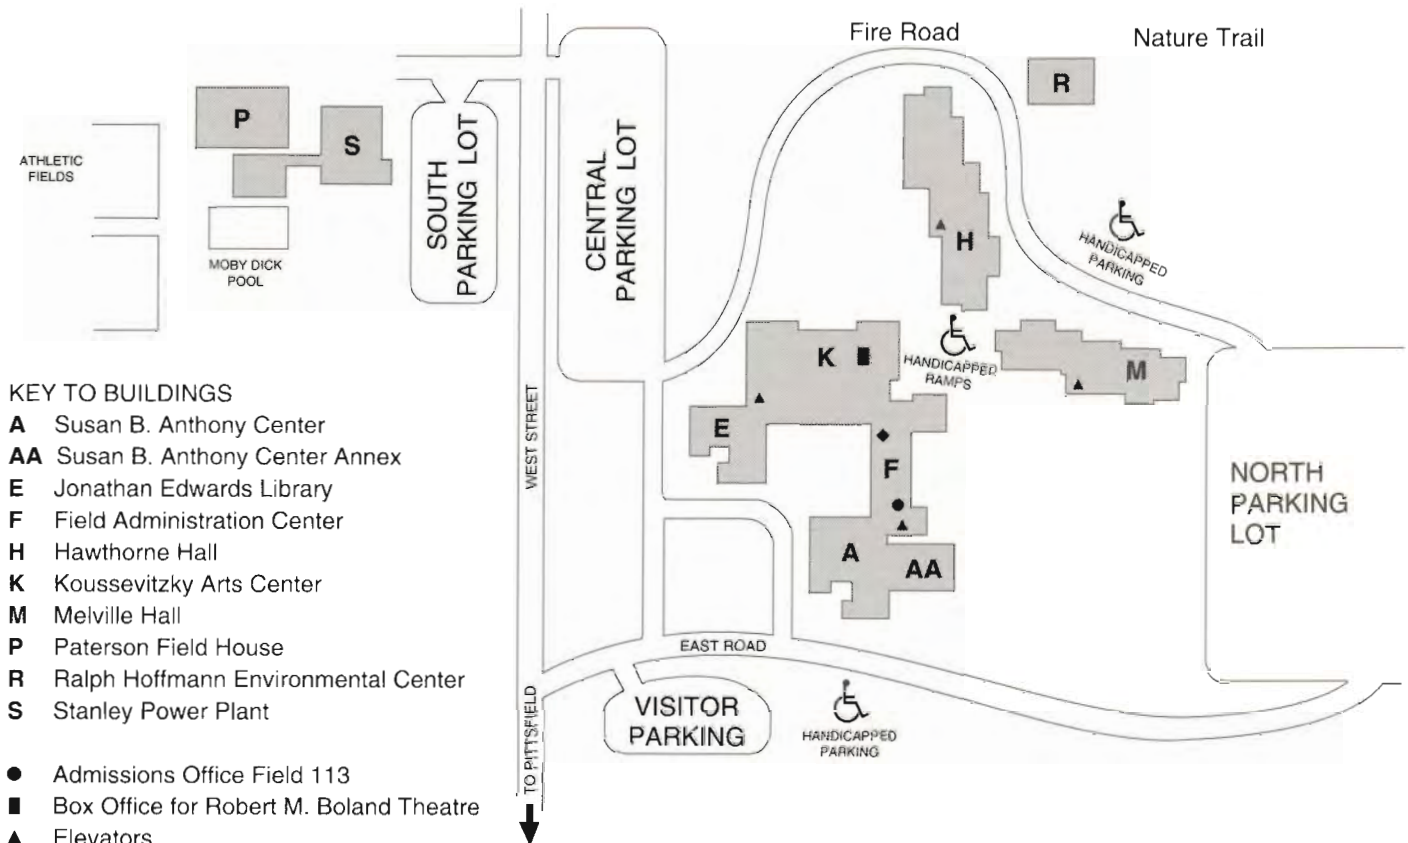 Fire Road
Nature Trail
R
P
S
ATHLETIC
FIELDS
SOUTH
PARKING LOT
CENTRAL
PARKING LOT
MOBY DICK
POOL
H
HANDICAPPED
PARKING
K
HANDICAPPED
RAMPS
M
WEST STREET
E
F
A
AA
NORTH
PARKING
LOT
EAST ROAD
TO PITTSFIELD
VISITOR
PARKING
HANDICAPPED
PARKING
KEY TO BUILDINGS
A Susan B. Anthony Center
AA Susan B. Anthony Center Annex
E Jonathan Edwards Library
F Field Administration Center
H Hawthorne Hall
K Koussevitzky Arts Center
M Melville Hall
P Paterson Field House
R Ralph Hoffmann Environmental Center
S Stanley Power Plant
● Admissions Office Field 113
■ Box Office for Robert M. Boland Theatre
▲ Elevators